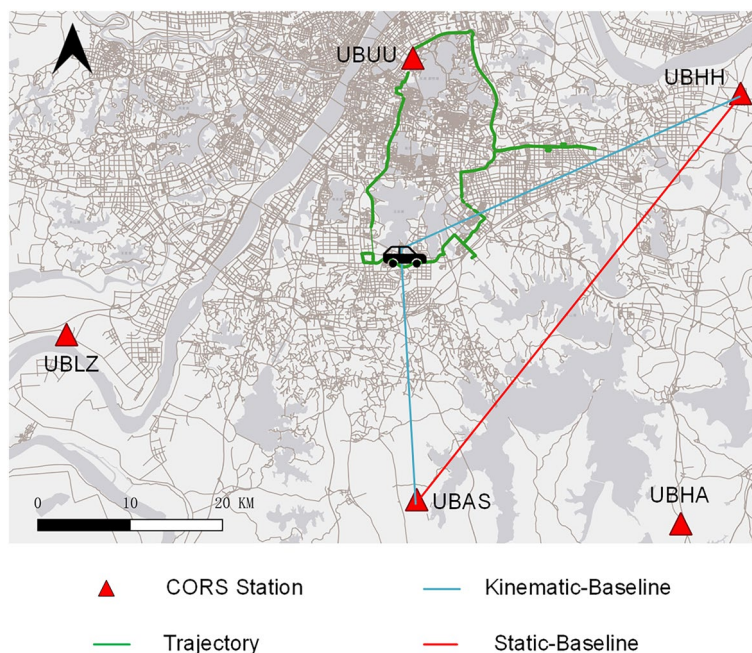 UBUU
UBHH
UBLZ
UBAS
UBHA
0 10 20 KM
CORS Station
Kinematic-Baseline
Trajectory
Static-Baseline